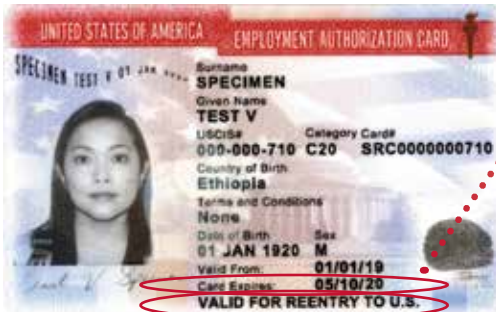 UNITED STATES OF AMERICA
EMPLOYMENT AUTHORIZATION CARD
SPECIMEN TEST V 01 JAN
Surname
SPECIMEN
Given Name
TEST V
USCIS# Category Card#
000-000-710 C20 SRC0000000710
Country of Birth
Ethiopia
Terms and Conditions
None
Date of Birth Sex
01 JAN 1920 M
Valid From: 01/01/19
Card Expires: 05/10/20
VALID FOR REENTRY TO U.S.